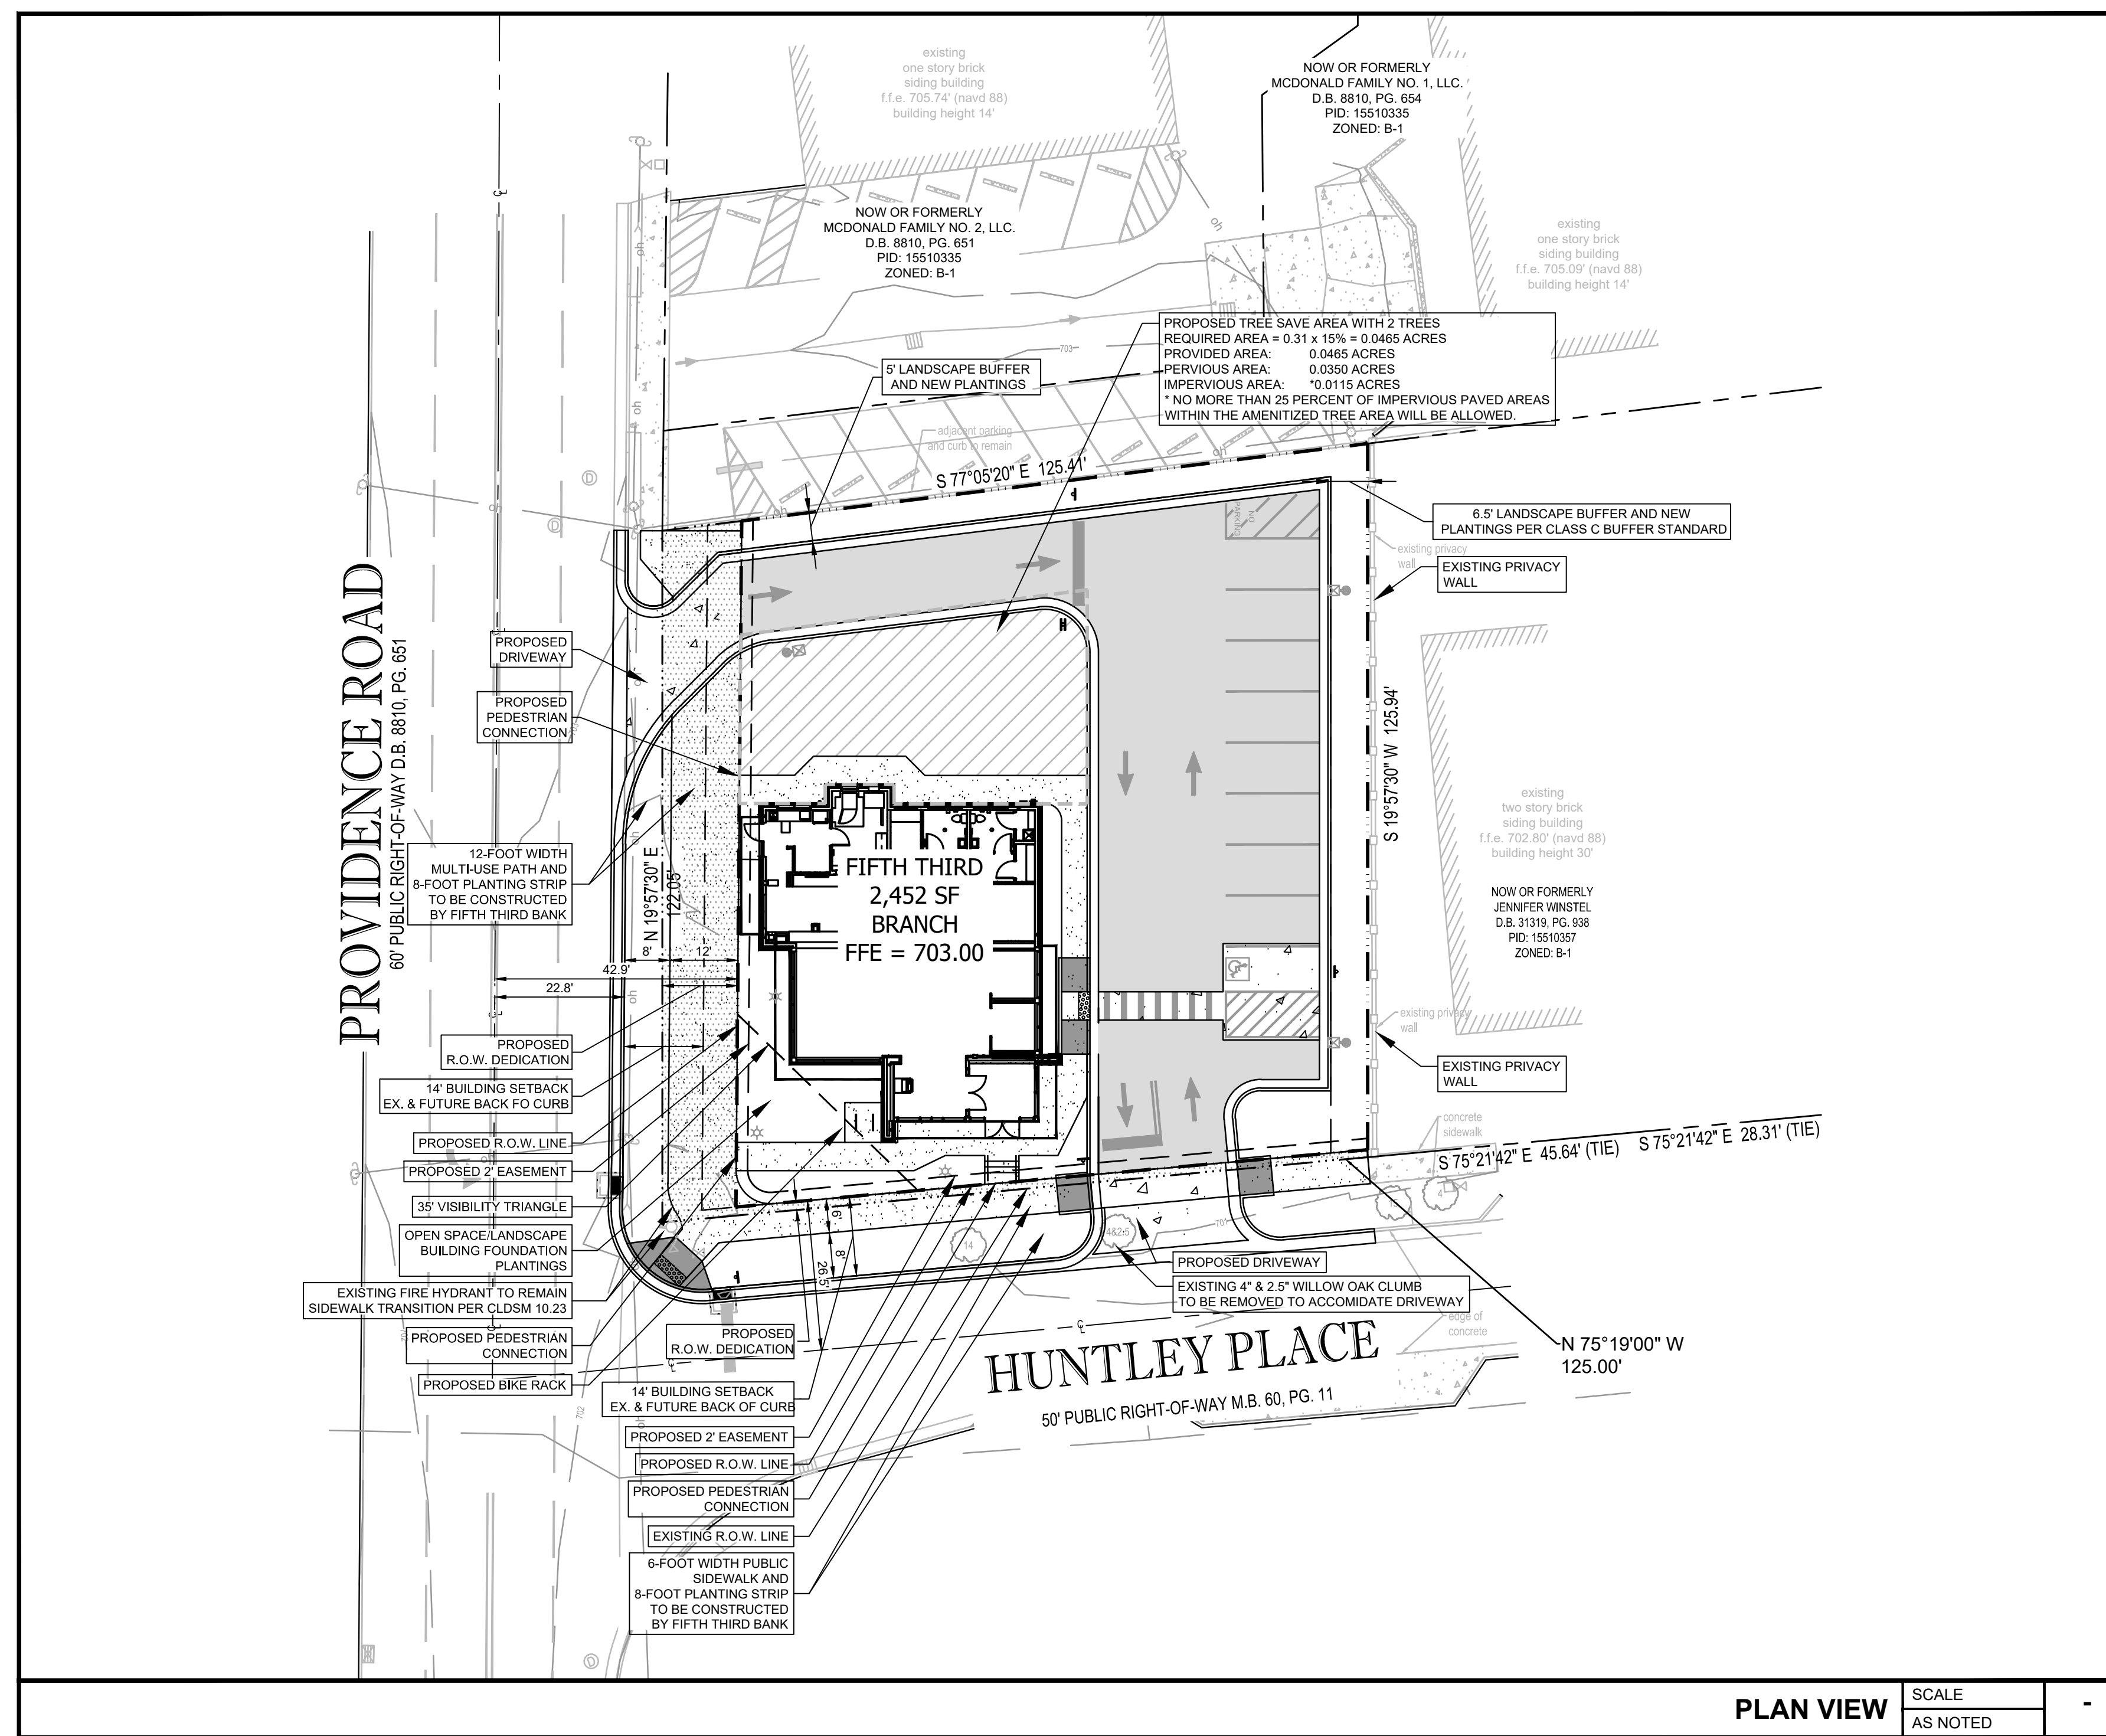 existing
one story brick
siding building
f.f.e. 705.74' (navd 88)
building height 14'
NOW OR FORMERLY
MCDONALD FAMILY NO. 1, LLC.
D.B. 8810, PG. 654
PID: 15510335
ZONED: B-1
NOW OR FORMERLY
MCDONALD FAMILY NO. 2, LLC.
D.B. 8810, PG. 651
PID: 15510335
ZONED: B-1
existing
one story brick
siding building
f.f.e. 705.09' (navd 88)
building height 14'
PROPOSED TREE SAVE AREA WITH 2 TREES
REQUIRED AREA = 0.31 x 15% = 0.0465 ACRES
PROVIDED AREA: 0.0465 ACRES
PERVIOUS AREA: 0.0350 ACRES
IMPERVIOUS AREA: *0.0115 ACRES
* NO MORE THAN 25 PERCENT OF IMPERVIOUS PAVED AREAS
WITHIN THE AMENITIZED TREE AREA WILL BE ALLOWED.
703
5' LANDSCAPE BUFFER
AND NEW PLANTINGS
adjacent parking
and curb to remain
S 77°05'20" E 125.41'
6.5' LANDSCAPE BUFFER AND NEW
PLANTINGS PER CLASS C BUFFER STANDARD
NO
PARKING
existing privacy
wall
EXISTING PRIVACY
WALL
PROVIDENCE ROAD
60' PUBLIC RIGHT-OF-WAY D.B. 8810, PG. 651
PROPOSED
DRIVEWAY
PROPOSED
PEDESTRIAN
CONNECTION
S 19°57'30" W 125.94'
existing
two story brick
siding building
f.f.e. 702.80' (navd 88)
building height 30'
NOW OR FORMERLY
JENNIFER WINSTEL
D.B. 31319, PG. 938
PID: 15510357
ZONED: B-1
12-FOOT WIDTH
MULTI-USE PATH AND
8-FOOT PLANTING STRIP
TO BE CONSTRUCTED
BY FIFTH THIRD BANK
N 19°57'30" E
122.05'
FIFTH THIRD
2,452 SF
BRANCH
FFE = 703.00
8'
12'
42.9'
22.8'
existing privacy
wall
EXISTING PRIVACY
WALL
PROPOSED
R.O.W. DEDICATION
14' BUILDING SETBACK
EX. & FUTURE BACK FO CURB
PROPOSED R.O.W. LINE
PROPOSED 2' EASEMENT
35' VISIBILITY TRIANGLE
OPEN SPACE/LANDSCAPE
BUILDING FOUNDATION
PLANTINGS
EXISTING FIRE HYDRANT TO REMAIN
SIDEWALK TRANSITION PER CLDSM 10.23
PROPOSED PEDESTRIAN
CONNECTION
PROPOSED BIKE RACK
concrete
sidewalk
S 75°21'42" E 45.64' (TIE)
S 75°21'42" E 28.31' (TIE)
4
14
4&2.5
701
6'
8'
26.5'
PROPOSED DRIVEWAY
EXISTING 4" & 2.5" WILLOW OAK CLUMB
TO BE REMOVED TO ACCOMIDATE DRIVEWAY
edge of
concrete
N 75°19'00" W
125.00'
PROPOSED
R.O.W. DEDICATION
HUNTLEY PLACE
50' PUBLIC RIGHT-OF-WAY M.B. 60, PG. 11
14' BUILDING SETBACK
EX. & FUTURE BACK OF CURB
702
PROPOSED 2' EASEMENT
PROPOSED R.O.W. LINE
PROPOSED PEDESTRIAN
CONNECTION
EXISTING R.O.W. LINE
6-FOOT WIDTH PUBLIC
SIDEWALK AND
8-FOOT PLANTING STRIP
TO BE CONSTRUCTED
BY FIFTH THIRD BANK
PLAN VIEW
SCALE
AS NOTED
-